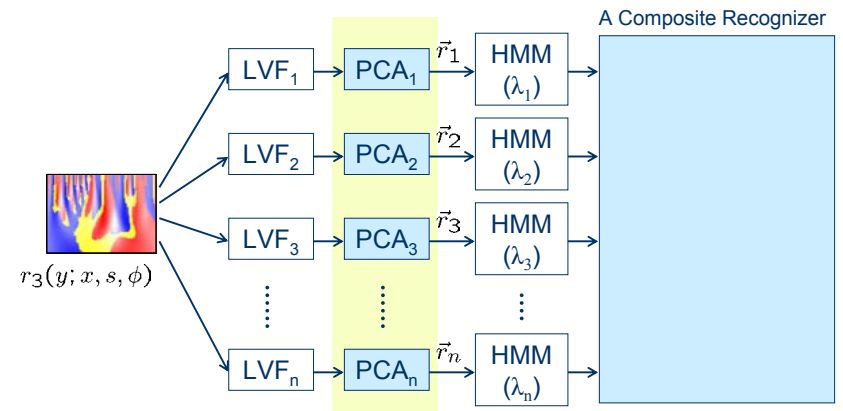 A Composite Recognizer
LVF₁ PCA₁ r⃗₁ HMM
(λ₁)
LVF₂ PCA₂ r⃗₂ HMM
(λ₂)
LVF₃ PCA₃ r⃗₃ HMM
(λ₃)
r₃(y; x, s, ϕ)
LVFₙ PCAₙ r⃗ₙ HMM
(λₙ)